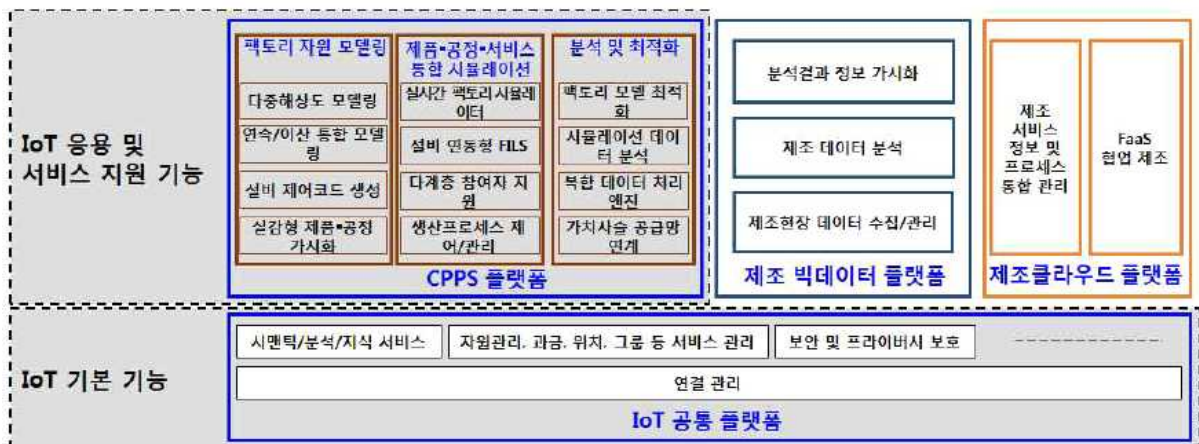 팩토리 자원 모델링
제품▪공정▪서비스
통합 시뮬레이션
분석 및 최적화
다중해상도 모델링
연속/이산 통합 모델
링
설비 제어코드 생성
실감형 제품▪공정
가시화
실시간 팩토리 시뮬레
이터
설비 연동형 FILS
다계층 참여자 지
원
생산프로세스 제
어/관리
팩토리 모델 최적
화
시뮬레이션 데이
터 분석
복합 데이터 처리
엔진
가치사슬 공급망
연계
CPPS 플랫폼
분석결과 정보 가시화
제조 데이터 분석
제조현장 데이터 수집/관리
제조 빅데이터 플랫폼
제조
서비스
정보 및
프로세스
통합 관리
FaaS
협업 제조
제조클라우드 플랫폼
IoT 응용 및
서비스 지원 기능
IoT 기본 기능
시맨틱/분석/지식 서비스
자원관리, 과금, 위치, 그룹 등 서비스 관리
보안 및 프라이버시 보호
연결 관리
IoT 공통 플랫폼